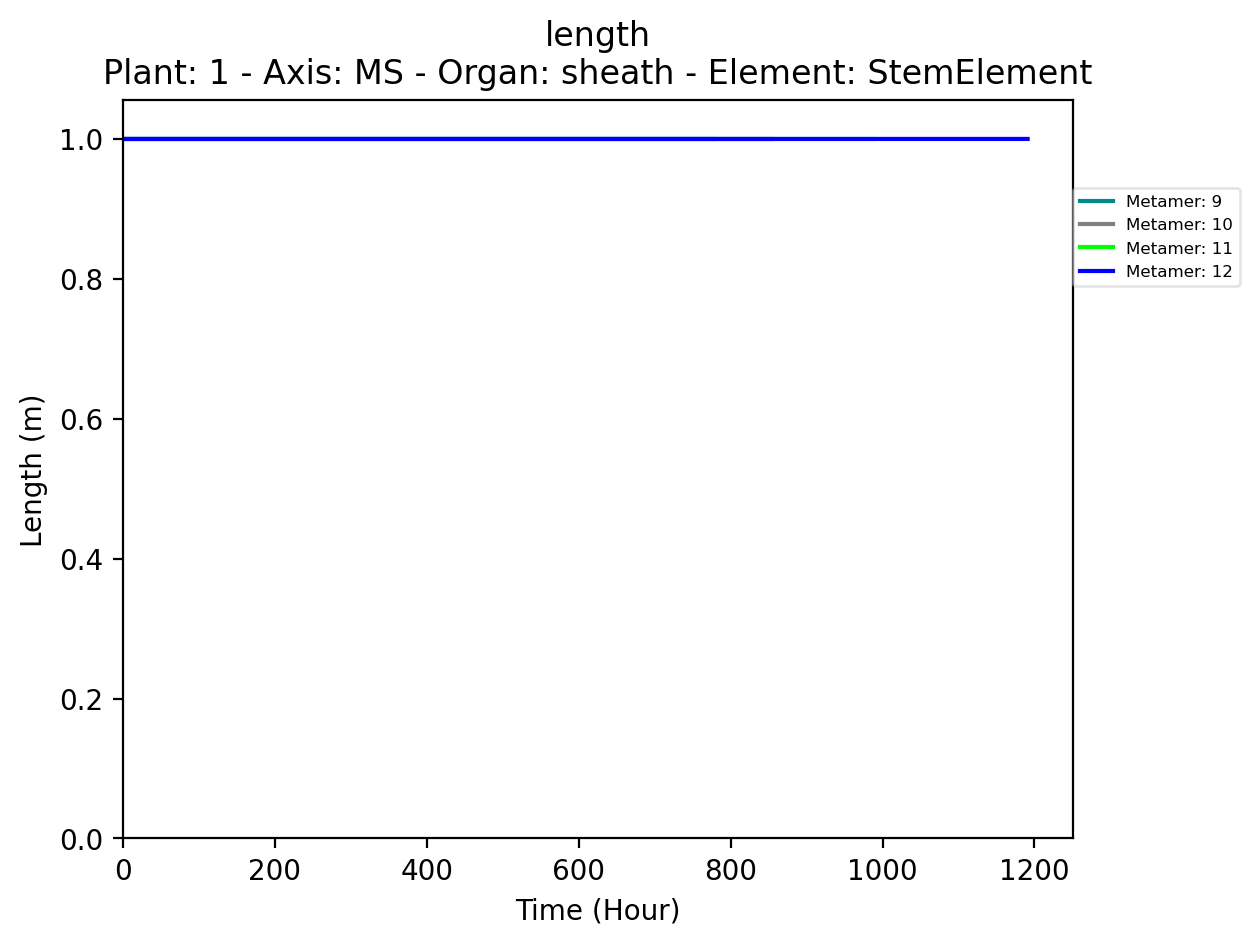 length
Plant: 1 - Axis: MS - Organ: sheath - Element: StemElement
1.0
0.8
0.6
0.4
0.2
0.0
Length (m)
0 200 400 600 800 1000 1200
Time (Hour)
Metamer: 9
Metamer: 10
Metamer: 11
Metamer: 12